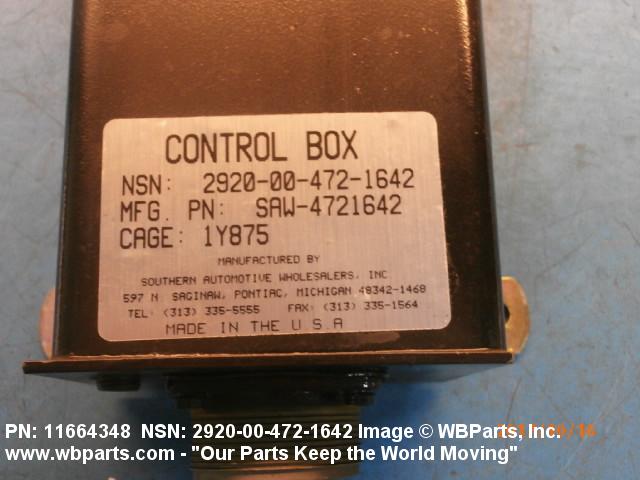 CONTROL BOX
NSN: 2920-00-472-1642
MFG. PN: SAW-4721642
CAGE: 1Y875
MANUFACTURED BY
SOUTHERN AUTOMOTIVE WHOLESALERS, INC
597 N SAGINAW, PONTIAC, MICHIGAN 48342-1468
TEL: (313) 335-5555 FAX: (313) 335-1564
MADE IN THE U.S.A
PN: 11664348 NSN: 2920-00-472-1642 Image © WBParts, Inc.
www.wbparts.com - "Our Parts Keep the World Moving"